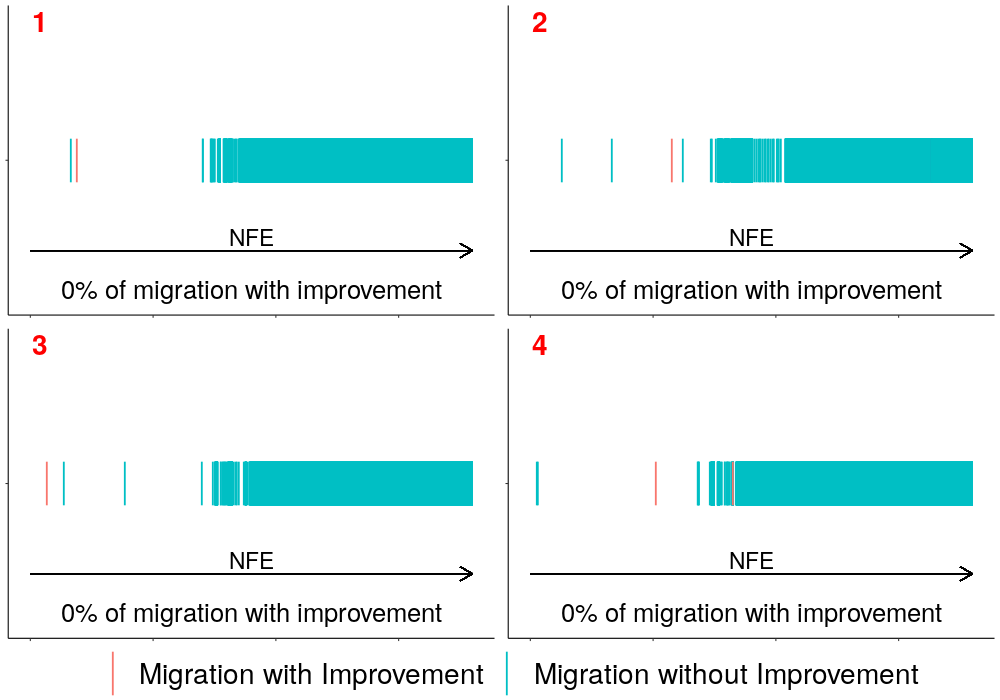 1
NFE
0% of migration with improvement
2
NFE
0% of migration with improvement
3
NFE
0% of migration with improvement
4
NFE
0% of migration with improvement
Migration with Improvement
Migration without Improvement